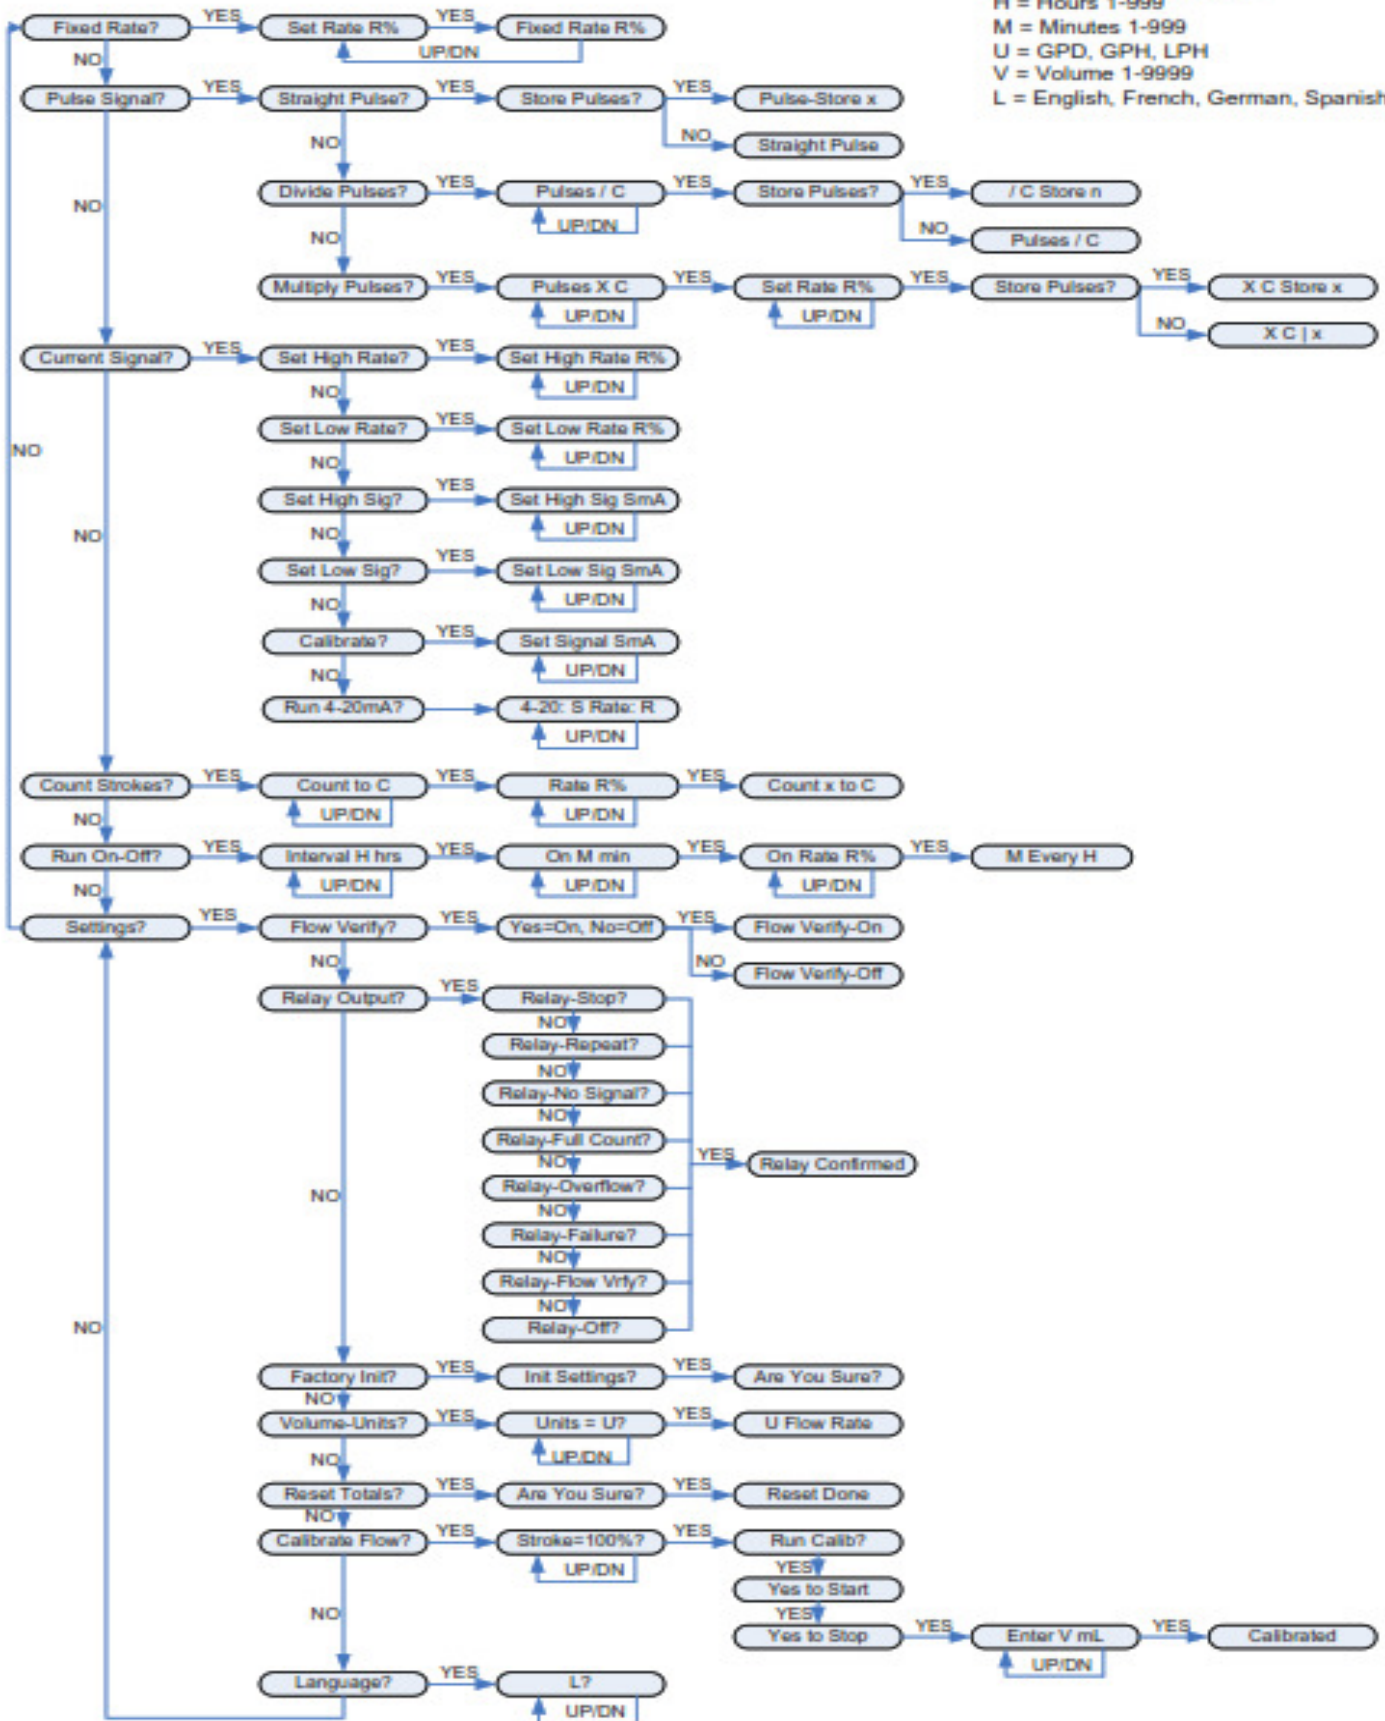 H = Hours 1-999
M = Minutes 1-999
U = GPD, GPH, LPH
V = Volume 1-9999
L = English, French, German, Spanish
Fixed Rate? YES Set Rate R% YES Fixed Rate R%
UP/DN
NO
Pulse Signal? YES Straight Pulse? YES Store Pulses? YES Pulse-Store x
NO NO Straight Pulse
Divide Pulses? YES Pulses / C YES Store Pulses? YES / C Store n
NO UP/DN NO Pulses / C
NO
Multiply Pulses? YES Pulses X C YES Set Rate R% YES Store Pulses? YES X C Store x
UP/DN UP/DN NO X C | x
Current Signal? YES Set High Rate? YES Set High Rate R%
NO UP/DN
Set Low Rate? YES Set Low Rate R%
NO NO UP/DN
Set High Sig? YES Set High Sig SmA
NO NO UP/DN
Set Low Sig? YES Set Low Sig SmA
NO UP/DN
Calibrate? YES Set Signal SmA
NO UP/DN
Run 4-20mA? 4-20: S Rate: R
UP/DN
Count Strokes? YES Count to C YES Rate R% YES Count x to C
NO UP/DN UP/DN
Run On-Off? YES Interval H hrs YES On M min YES On Rate R% YES M Every H
NO UP/DN UP/DN UP/DN
Settings? YES Flow Verify? YES Yes=On, No=Off YES Flow Verify-On
NO NO Flow Verify-Off
Relay Output? YES Relay-Stop?
NO
Relay-Repeat?
NO
Relay-No Signal?
NO
Relay-Full Count?
NO YES Relay Confirmed
Relay-Overflow?
NO NO
Relay-Failure?
NO
Relay-Flow Vrfy?
NO
NO Relay-Off?
Factory Init? YES Init Settings? YES Are You Sure?
NO
Volume-Units? YES Units = U? YES U Flow Rate
NO UP/DN
Reset Totals? YES Are You Sure? YES Reset Done
NO
Calibrate Flow? YES Stroke=100%? YES Run Calib?
UP/DN YES
Yes to Start
NO YES
Yes to Stop YES Enter V mL YES Calibrated
UP/DN
Language? YES L?
UP/DN